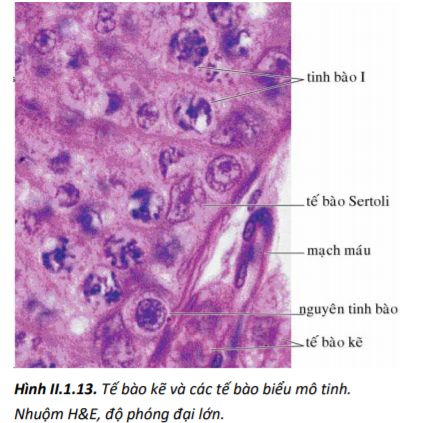 tinh bào I
tế bào Sertoli
mạch máu
nguyên tinh bào
tế bào kẽ
Hình II.1.13. Tế bào kẽ và các tế bào biểu mô tinh.
Nhuộm H&E, độ phóng đại lớn.